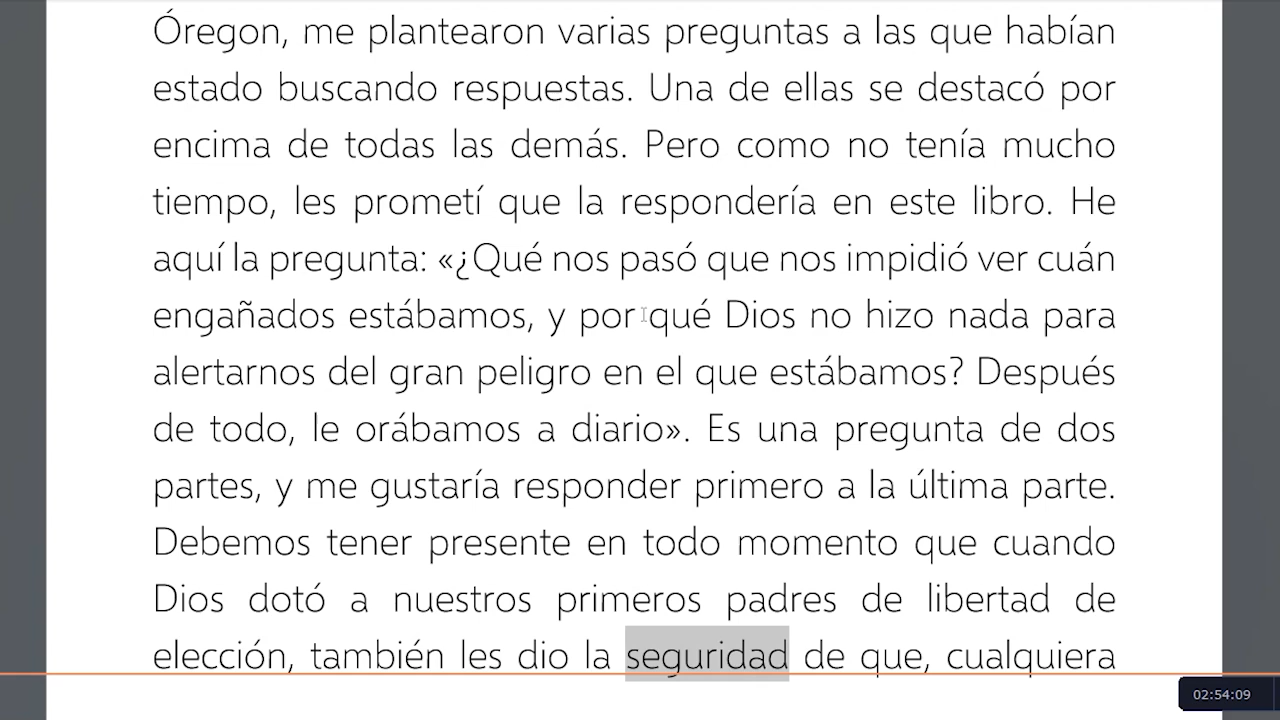 Óregon, me plantearon varias preguntas a las que habían
estado buscando respuestas. Una de ellas se destacó por
encima de todas las demás. Pero como no tenía mucho
tiempo, les prometí que la respondería en este libro. He
aquí la pregunta: «¿Qué nos pasó que nos impidió ver cuán
engañados estábamos, y por qué Dios no hizo nada para
alertarnos del gran peligro en el que estábamos? Después
de todo, le orábamos a diario». Es una pregunta de dos
partes, y me gustaría responder primero a la última parte.
Debemos tener presente en todo momento que cuando
Dios dotó a nuestros primeros padres de libertad de
elección, también les dio la seguridad de que, cualquiera
02:54:09